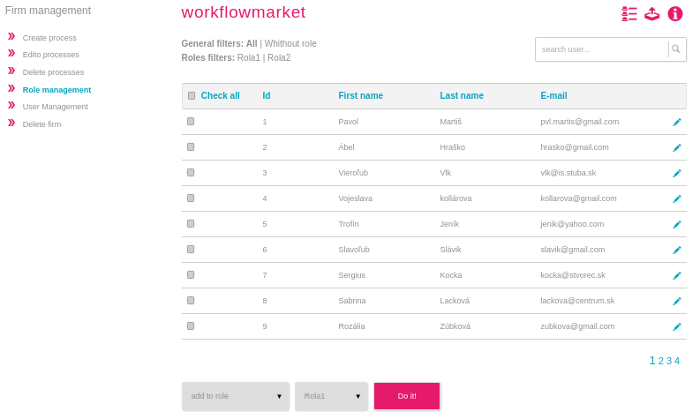 Firm management
Create process
Edito processes
Delete processes
Role management
User Management
Delete firm
workflowmarket
General filters: All | Whithout role
Roles filters: Rola1 | Rola2
search user...
Check all Id First name Last name E-mail
1 Pavol Martiš pvl.martis@gmail.com
2 Ábel Hraško hrasko@gmail.com
3 Vieroľub Vlk vlk@is.stuba.sk
4 Vojeslava kollárova kollarova@gmail.com
5 Trofín Jeník jenik@yahoo.com
6 Slavoľub Slávik slavik@gmail.com
7 Sergius Kocka kocka@stvorec.sk
8 Sabrina Lacková lackova@centrum.sk
9 Rozália Zúbková zubkova@gmail.com
1 2 3 4
add to role Rola1 Do it!